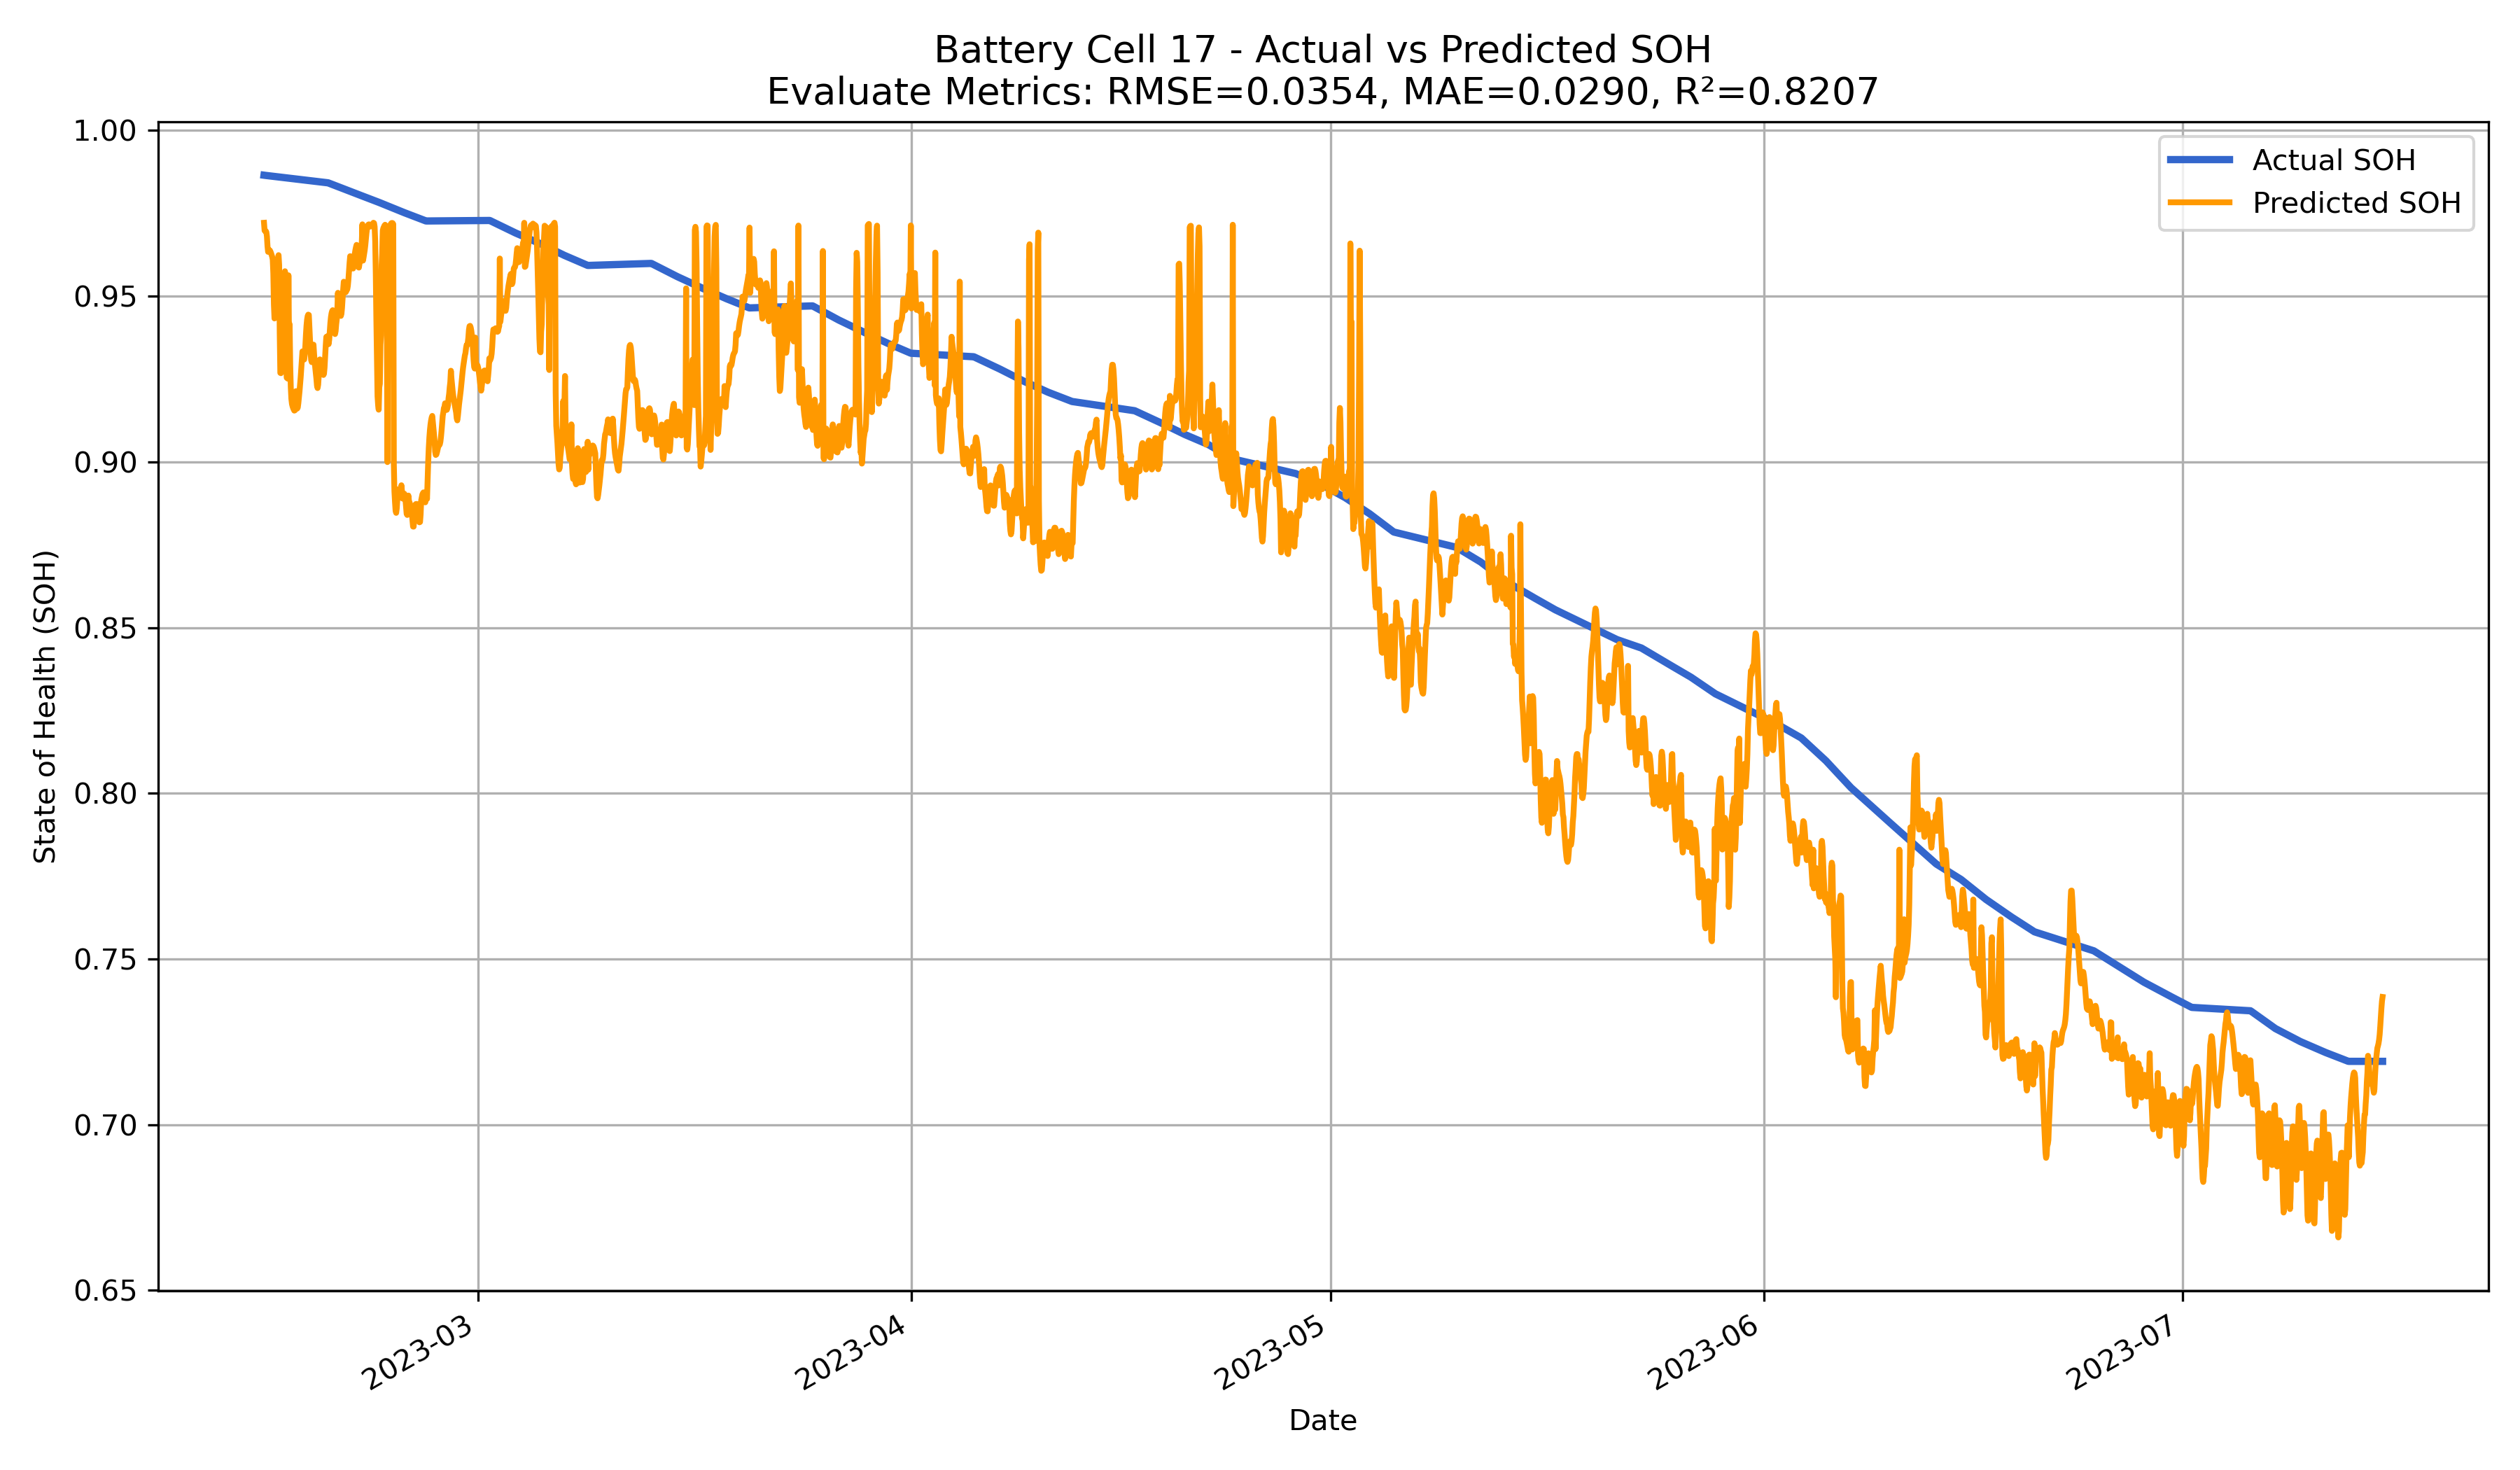 Battery Cell 17 - Actual vs Predicted SOH
Evaluate Metrics: RMSE=0.0354, MAE=0.0290, R²=0.8207
Actual SOH
Predicted SOH
State of Health (SOH)
1.00
0.95
0.90
0.85
0.80
0.75
0.70
0.65
2023-03
2023-04
2023-05
2023-06
2023-07
Date